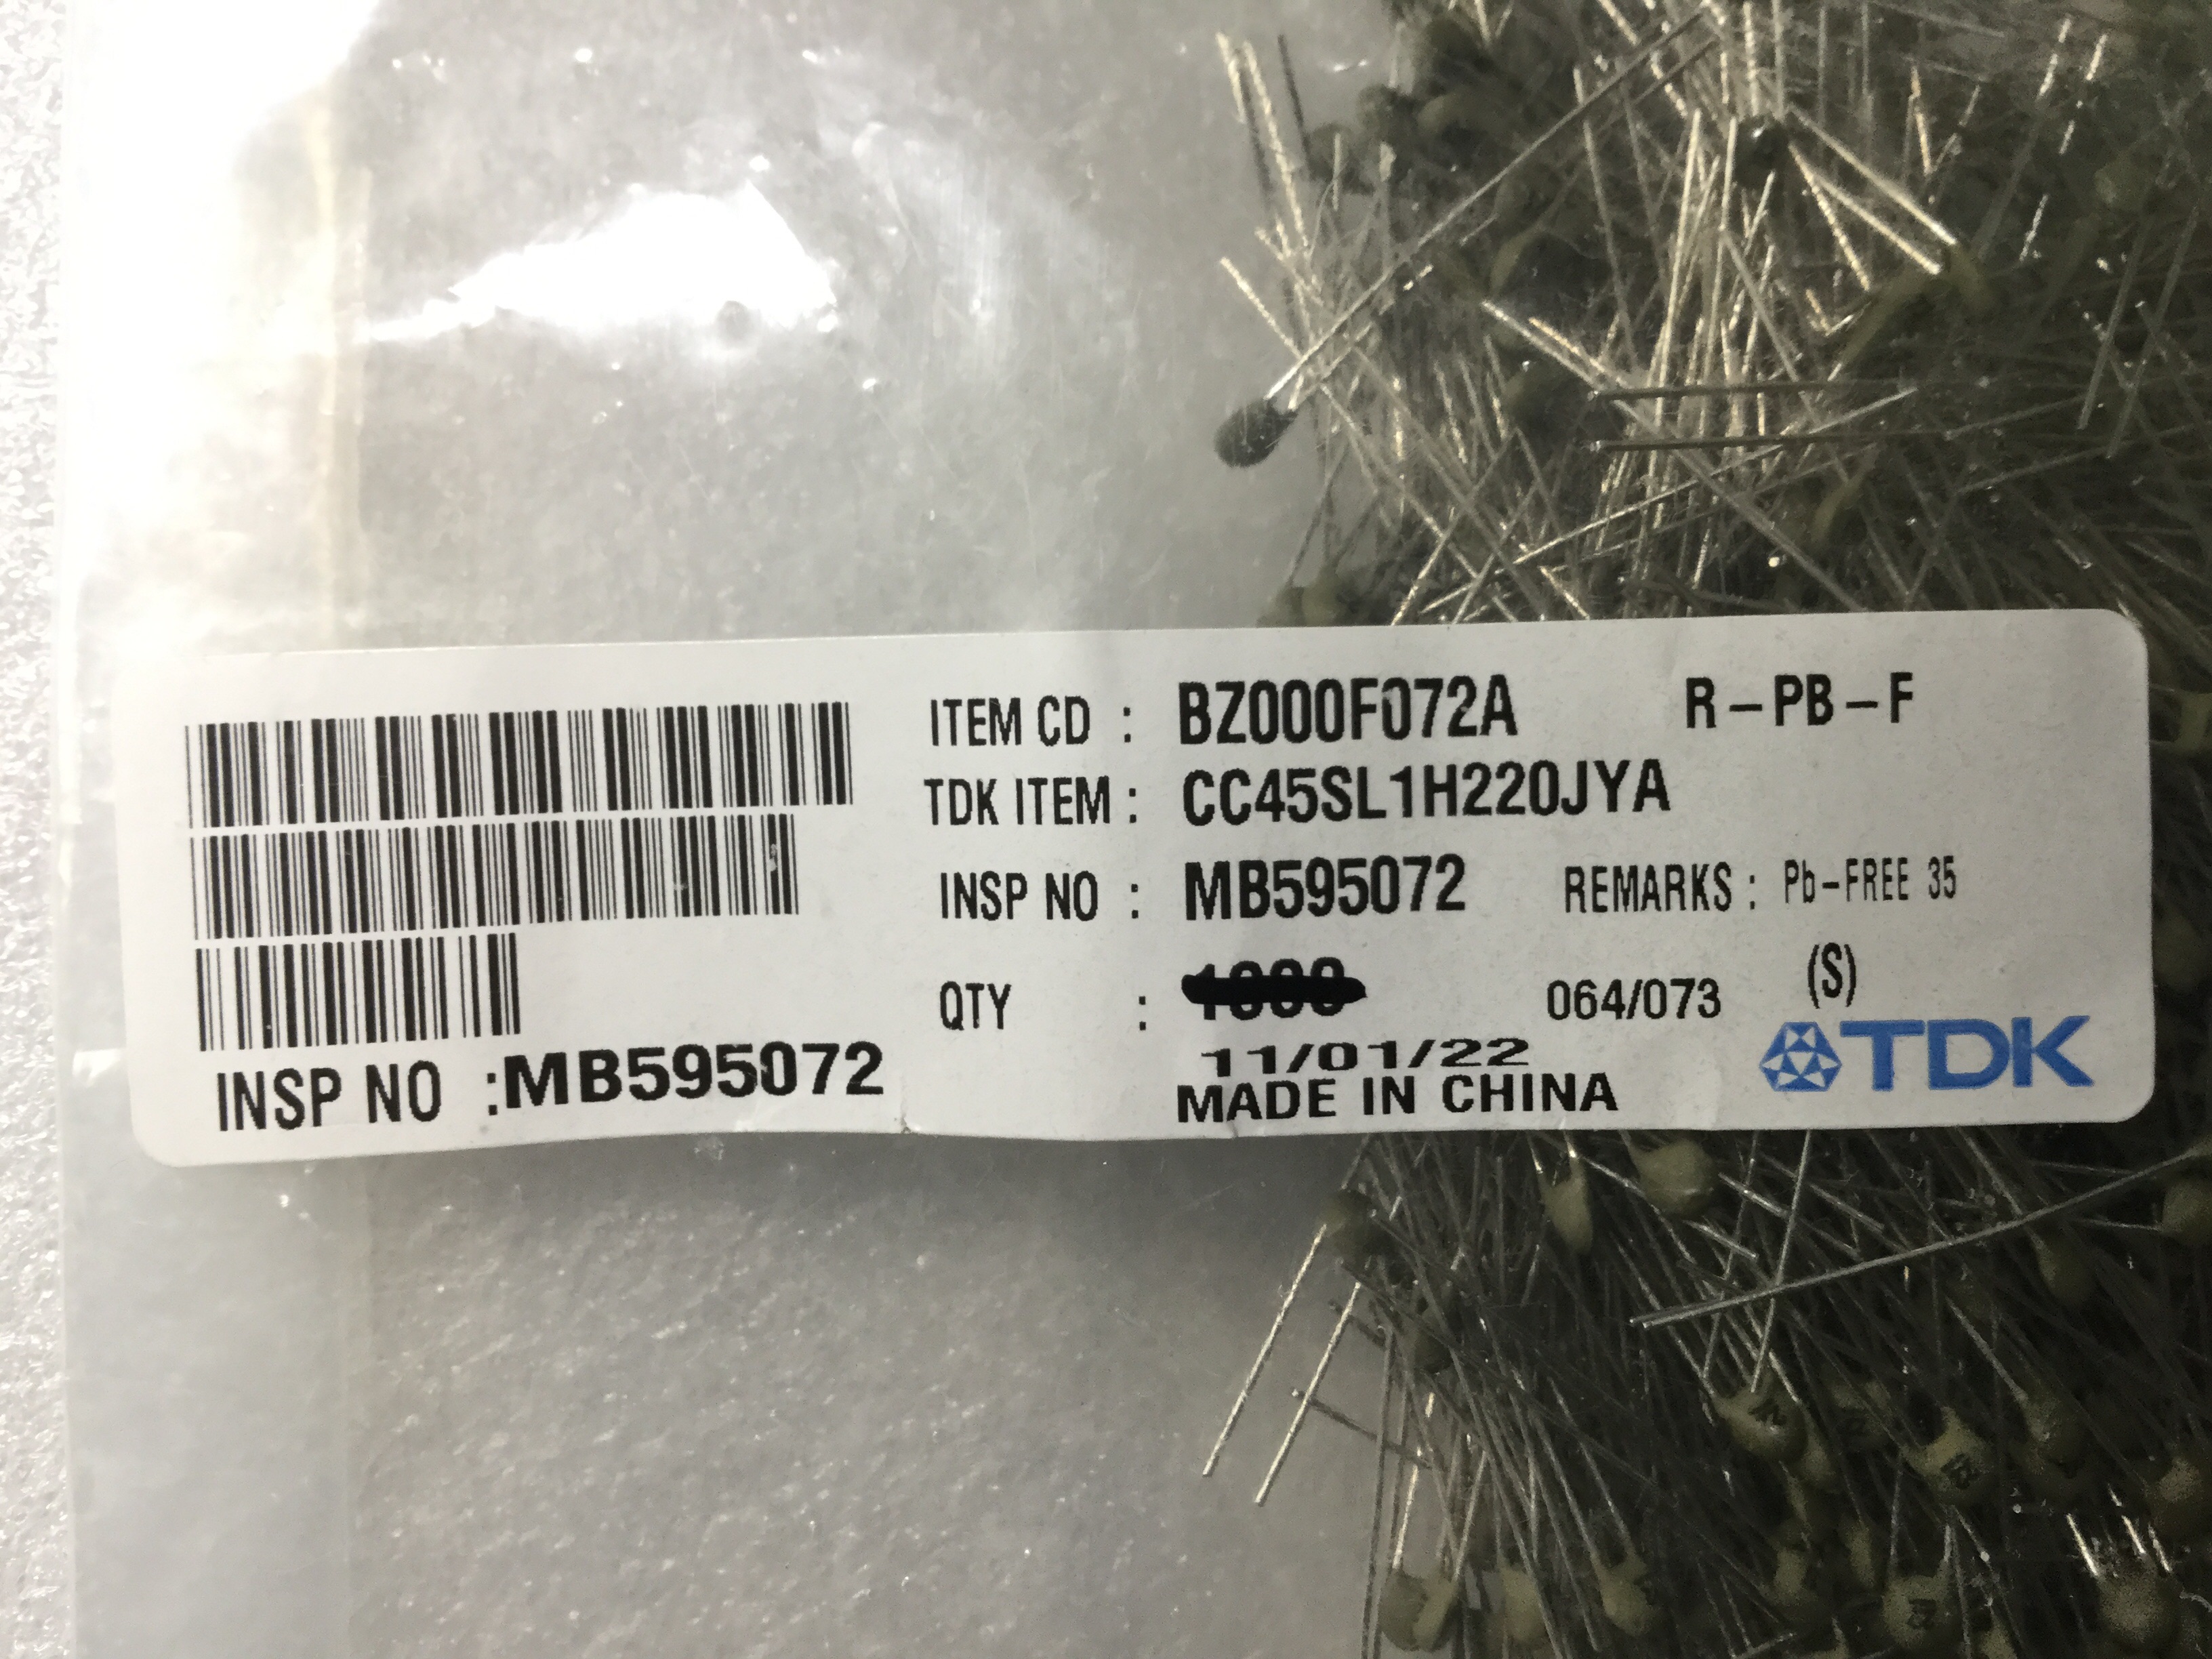 ITEM CD : BZ000F072A R-PB-F
TDK ITEM : CC45SL1H220JYA
INSP NO : MB595072 REMARKS : Pb-FREE 35
QTY : 064/073 (S)
11/01/22
MADE IN CHINA
TDK
INSP NO :MB595072